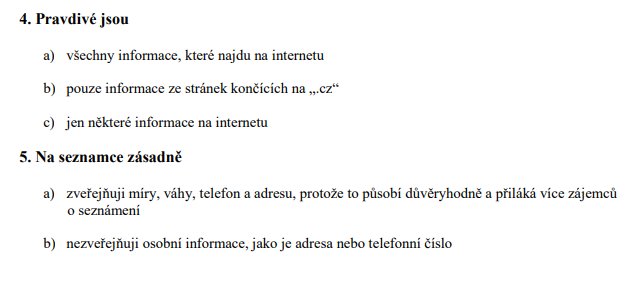 4. Pravdivé jsou
a) všechny informace, které najdu na internetu
b) pouze informace ze stránek končících na „.cz“
c) jen některé informace na internetu
5. Na seznamce zásadně
a) zveřejňuji míry, váhy, telefon a adresu, protože to působí důvěryhodně a přiláká více zájemců
o seznámení
b) nezveřejňuji osobní informace, jako je adresa nebo telefonní číslo